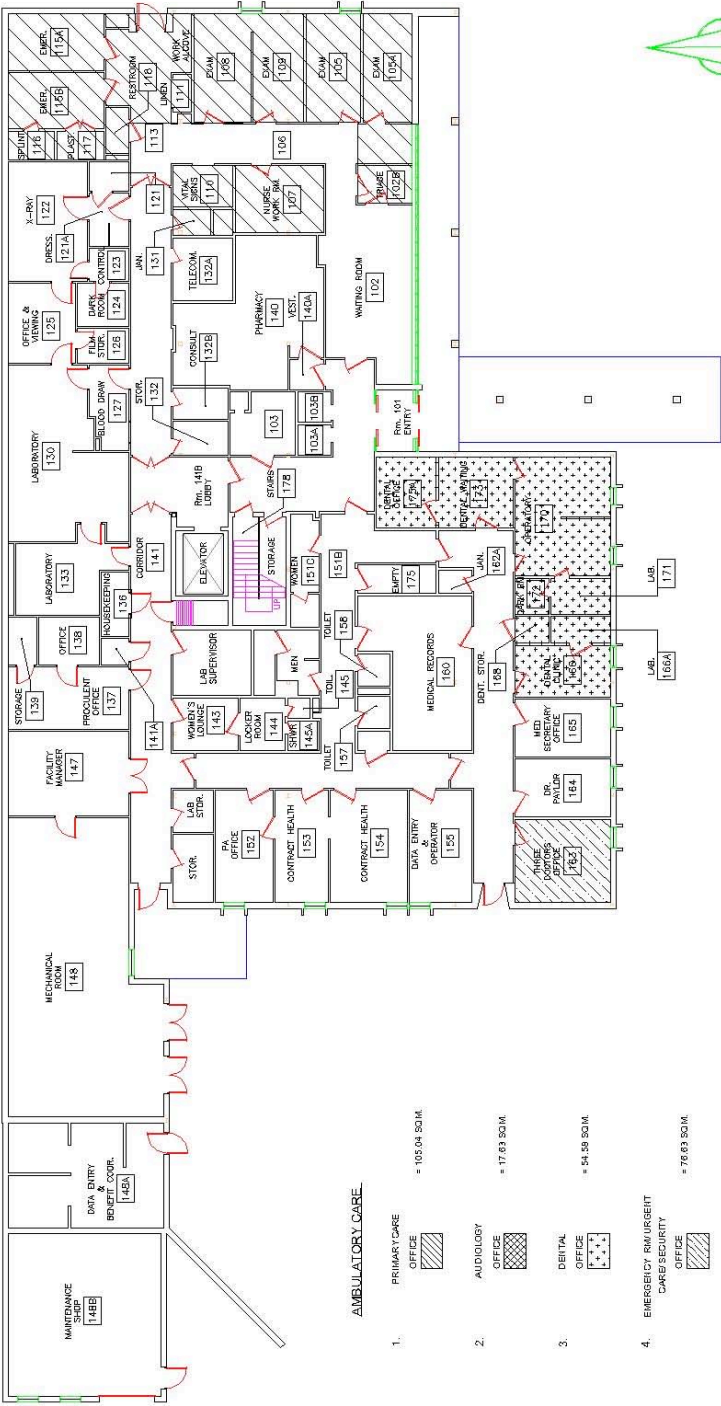 MAINTENANCE
SHOP
148B
DATA ENTRY
&
BENEFIT COOR.
148A
MECHANICAL
ROOM
148
FACILITY
MANAGER
147
STORAGE
139
PROCUMENT
OFFICE
137
OFFICE
138
141A
HOUSEKEEPING
136
LABORATORY
133
CORRIDOR
141
LABORATORY
130
BLOOD DRAW
127
OFFICE &
VIEWING
125
FILM
STOR.
126
DARK
ROOM
124
CONTROL
123
X-RAY
122
DRESS.
121A
121
SPLINT
116
PLAST.
117
EMER.
115B
EMER.
115A
113
RESTROOM
118
LINEN
111
WORK
ALCOVE
EXAM
108
EXAM
109
EXAM
105
EXAM
105A
106
VITAL
SIGNS
110
NURSE
WORK RM.
107
TRIAGE
102B
JAN.
131
TELECOM.
132A
CONSULT
132B
STOR.
132
PHARMACY
140
VEST.
140A
WAITING ROOM
102
103
103A
103B
Rm. 101
ENTRY
Rm. 141B
LOBBY
ELEVATOR
STAIRS
178
STORAGE
UP
WOMEN
151C
151B
LAB
SUPERVISOR
MEN
WOMEN'S
LOUNGE
143
LOCKER
ROOM
144
TOIL.
145
SHWR
145A
TOILET
157
TOILET
158
EMPTY
175
MEDICAL RECORDS
160
JAN.
162A
LAB
STOR.
STOR.
PA
OFFICE
152
CONTRACT HEALTH
153
CONTRACT HEALTH
154
DATA ENTRY
&
OPERATOR
155
THREE
DOCTORS
OFFICE
163
DR.
PAYLOR
164
MED
SECRETARY
OFFICE
165
DENTAL
CLINIC
166
DENT. STOR.
168
DARK RM.
172
OPERATORY
170
DENTAL WAITING
173
DENTAL
OFFICE
LAB.
166A
LAB.
171
AMBULATORY CARE
1.
PRIMARY CARE
OFFICE
= 105.04 SQ.M.
2.
AUDIOLOGY
OFFICE
= 17.63 SQ.M.
3.
DENTAL
OFFICE
= 54.58 SQ.M.
4.
EMERGENCY RM/URGENT
CARE/SECURITY
OFFICE
= 76.63 SQ.M.